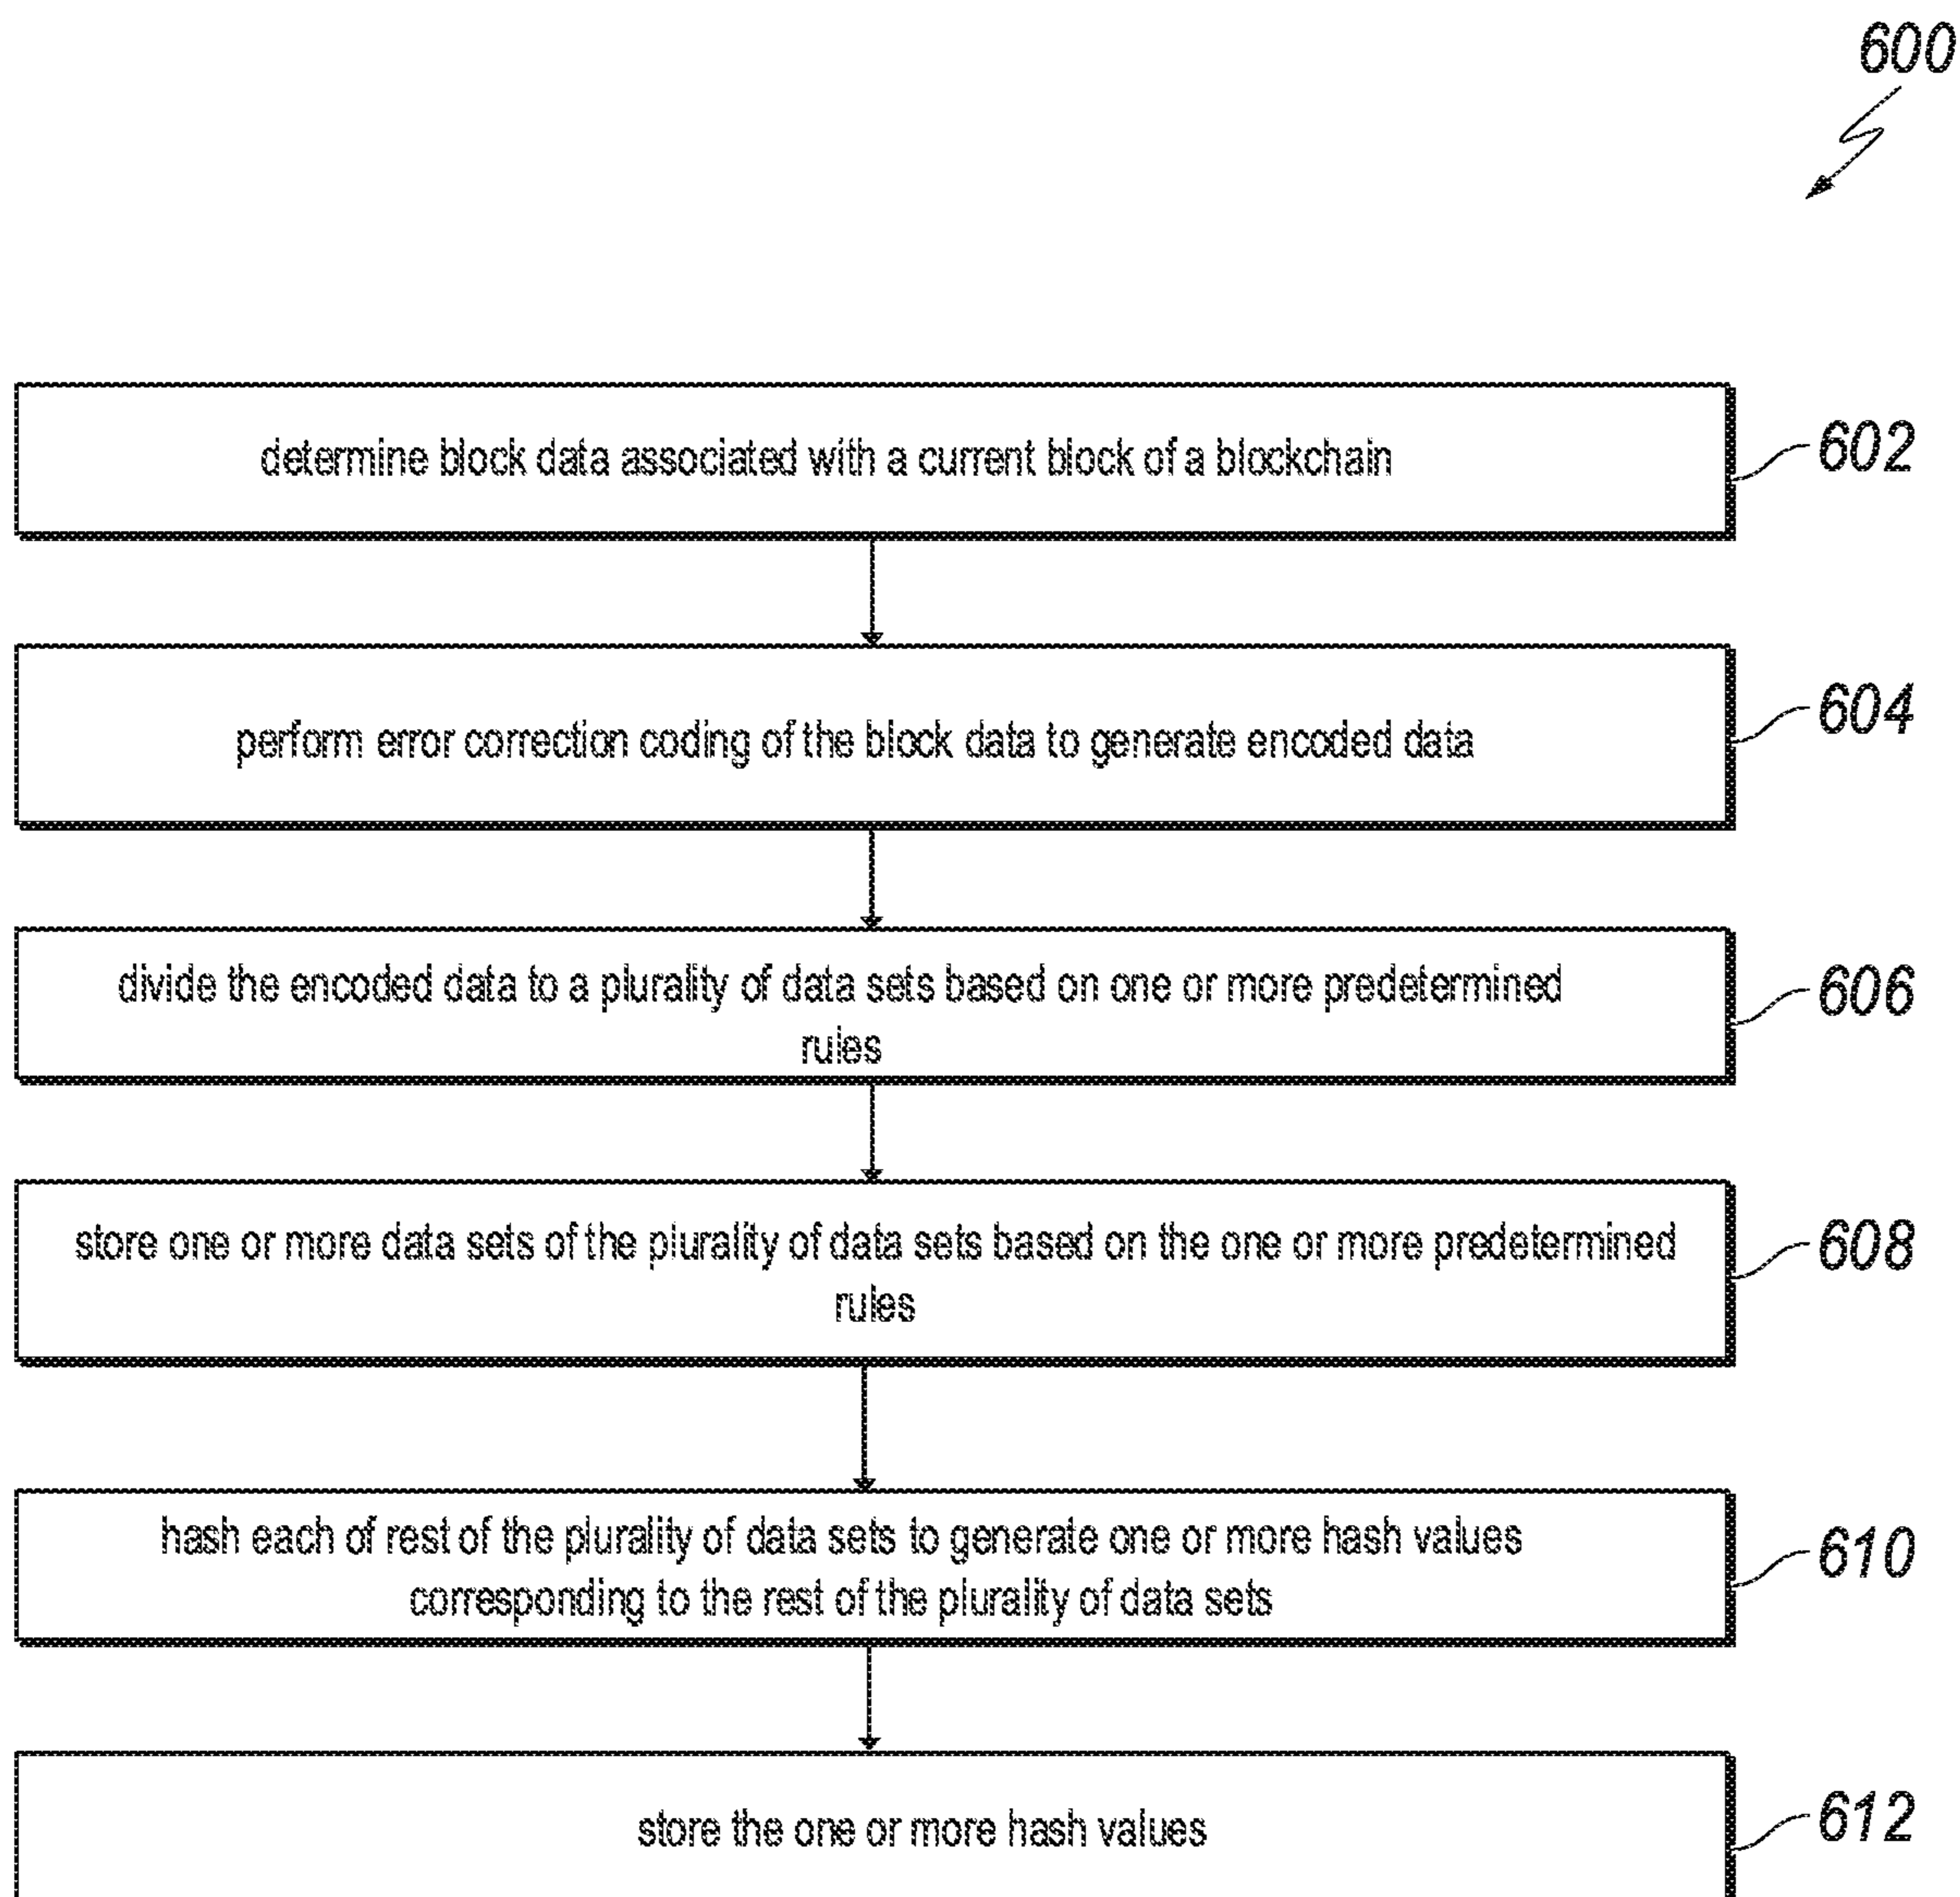 600
determine block data associated with a current block of a blockchain
602
perform error correction coding of the block data to generate encoded data
604
divide the encoded data to a plurality of data sets based on one or more predetermined
rules
606
store one or more data sets of the plurality of data sets based on the one or more predetermined
rules
608
hash each of rest of the plurality of data sets to generate one or more hash values
corresponding to the rest of the plurality of data sets
610
store the one or more hash values
612